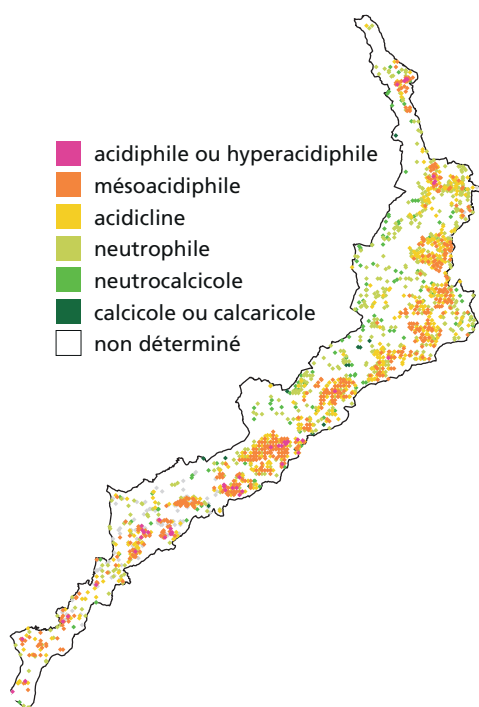 acidiphile ou hyperacidiphile
mésoacidiphile
acidicline
neutrophile
neutrocalcicole
calcicole ou calcaricole
non déterminé